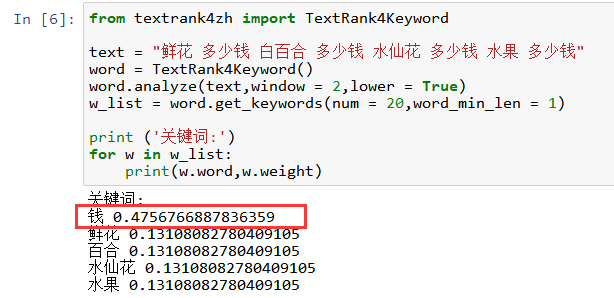 In [6]: from textrank4zh import TextRank4Keyword
text = "鲜花 多少钱 白百合 多少钱 水仙花 多少钱 水果 多少钱"
word = TextRank4Keyword()
word.analyze(text,window = 2,lower = True)
w_list = word.get_keywords(num = 20,word_min_len = 1)
print ('关键词:')
for w in w_list:
    print(w.word,w.weight)
关键词:
钱 0.4756766887836359
鲜花 0.13108082780409105
百合 0.13108082780409105
水仙花 0.13108082780409105
水果 0.13108082780409105